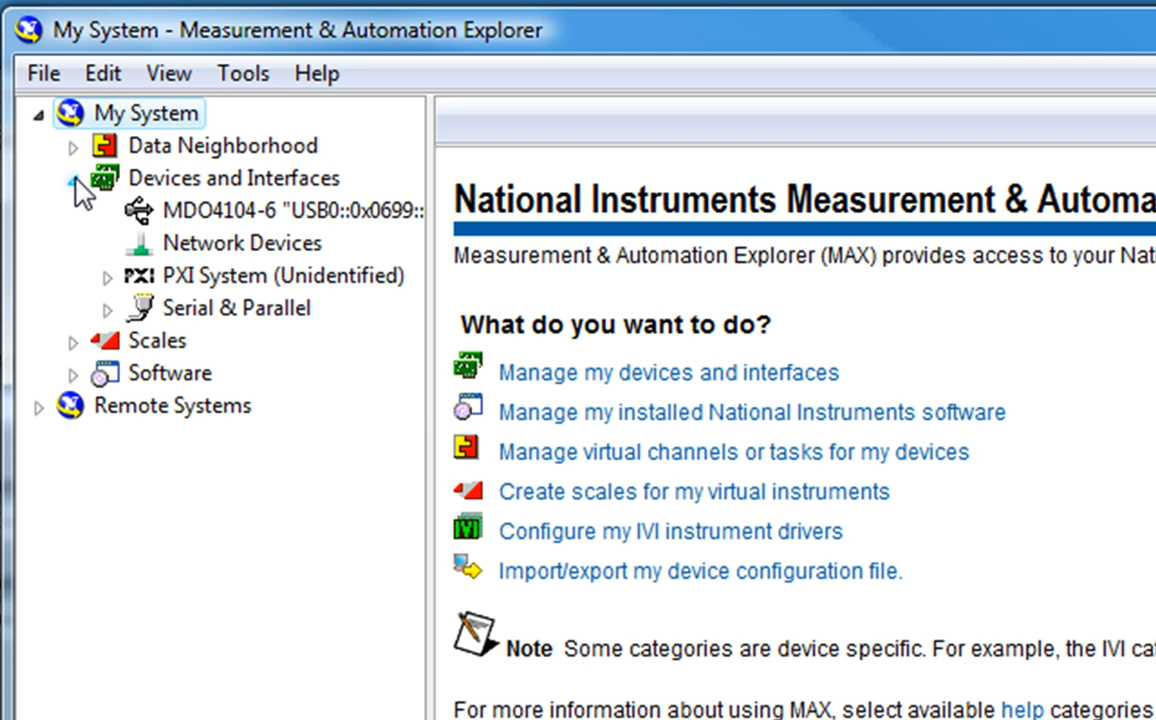 My System - Measurement & Automation Explorer
File Edit View Tools Help
My System
Data Neighborhood
Devices and Interfaces
MDO4104-6 "USB0::0x0699::
Network Devices
PXI PXI System (Unidentified)
Serial & Parallel
Scales
Software
Remote Systems
National Instruments Measurement & Automa
Measurement & Automation Explorer (MAX) provides access to your Nati
What do you want to do?
Manage my devices and interfaces
Manage my installed National Instruments software
Manage virtual channels or tasks for my devices
Create scales for my virtual instruments
Configure my IVI instrument drivers
Import/export my device configuration file.
Note Some categories are device specific. For example, the IVI ca
For more information about using MAX, select available help categories